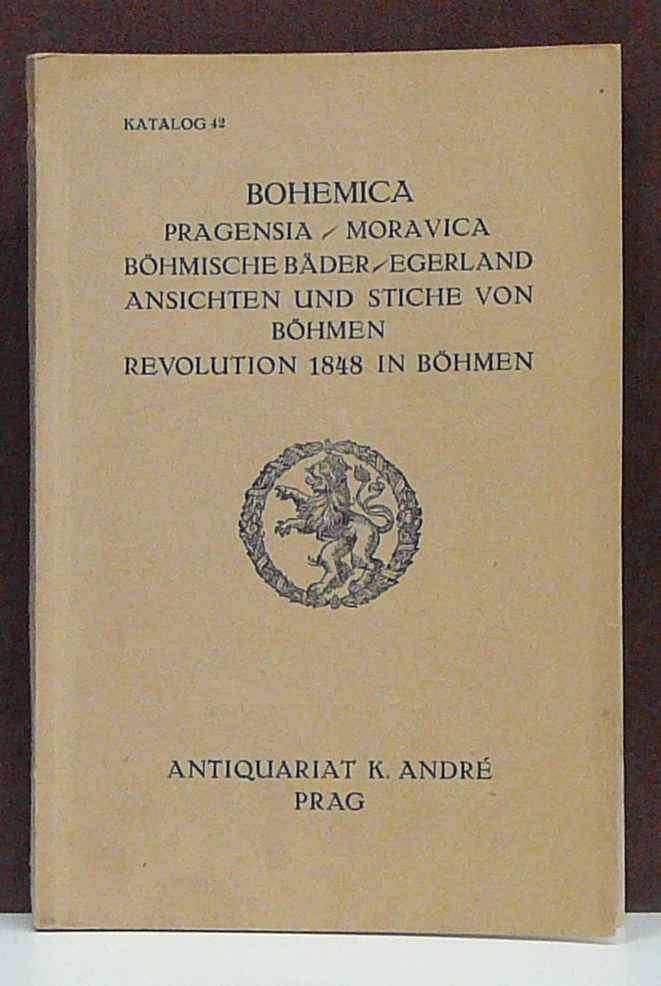 KATALOG 42
BOHEMICA
PRAGENSIA / MORAVICA
BÖHMISCHE BÄDER / EGERLAND
ANSICHTEN UND STICHE VON
BÖHMEN
REVOLUTION 1848 IN BÖHMEN
ANTIQUARIAT K. ANDRÉ
PRAG